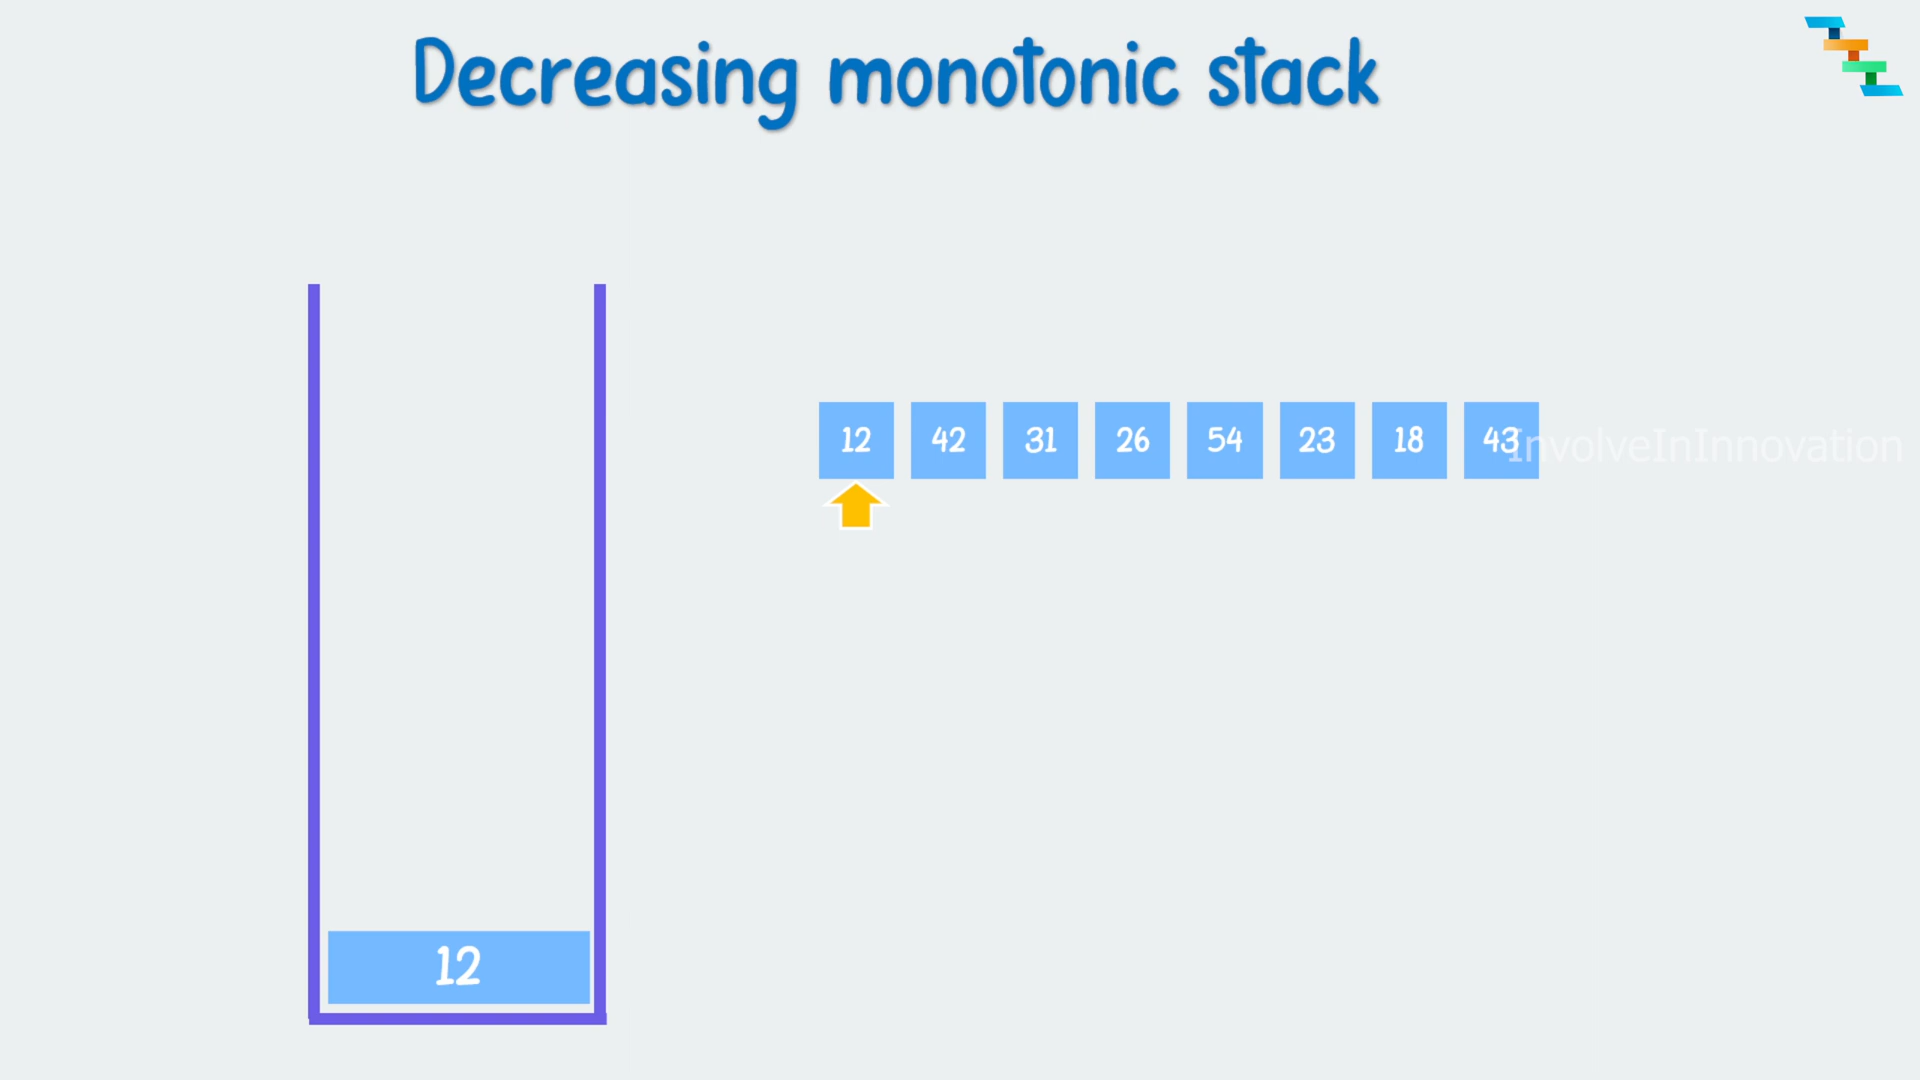 Decreasing monotonic stack
12 42 31 26 54 23 18 43
InvolveInInnovation
12